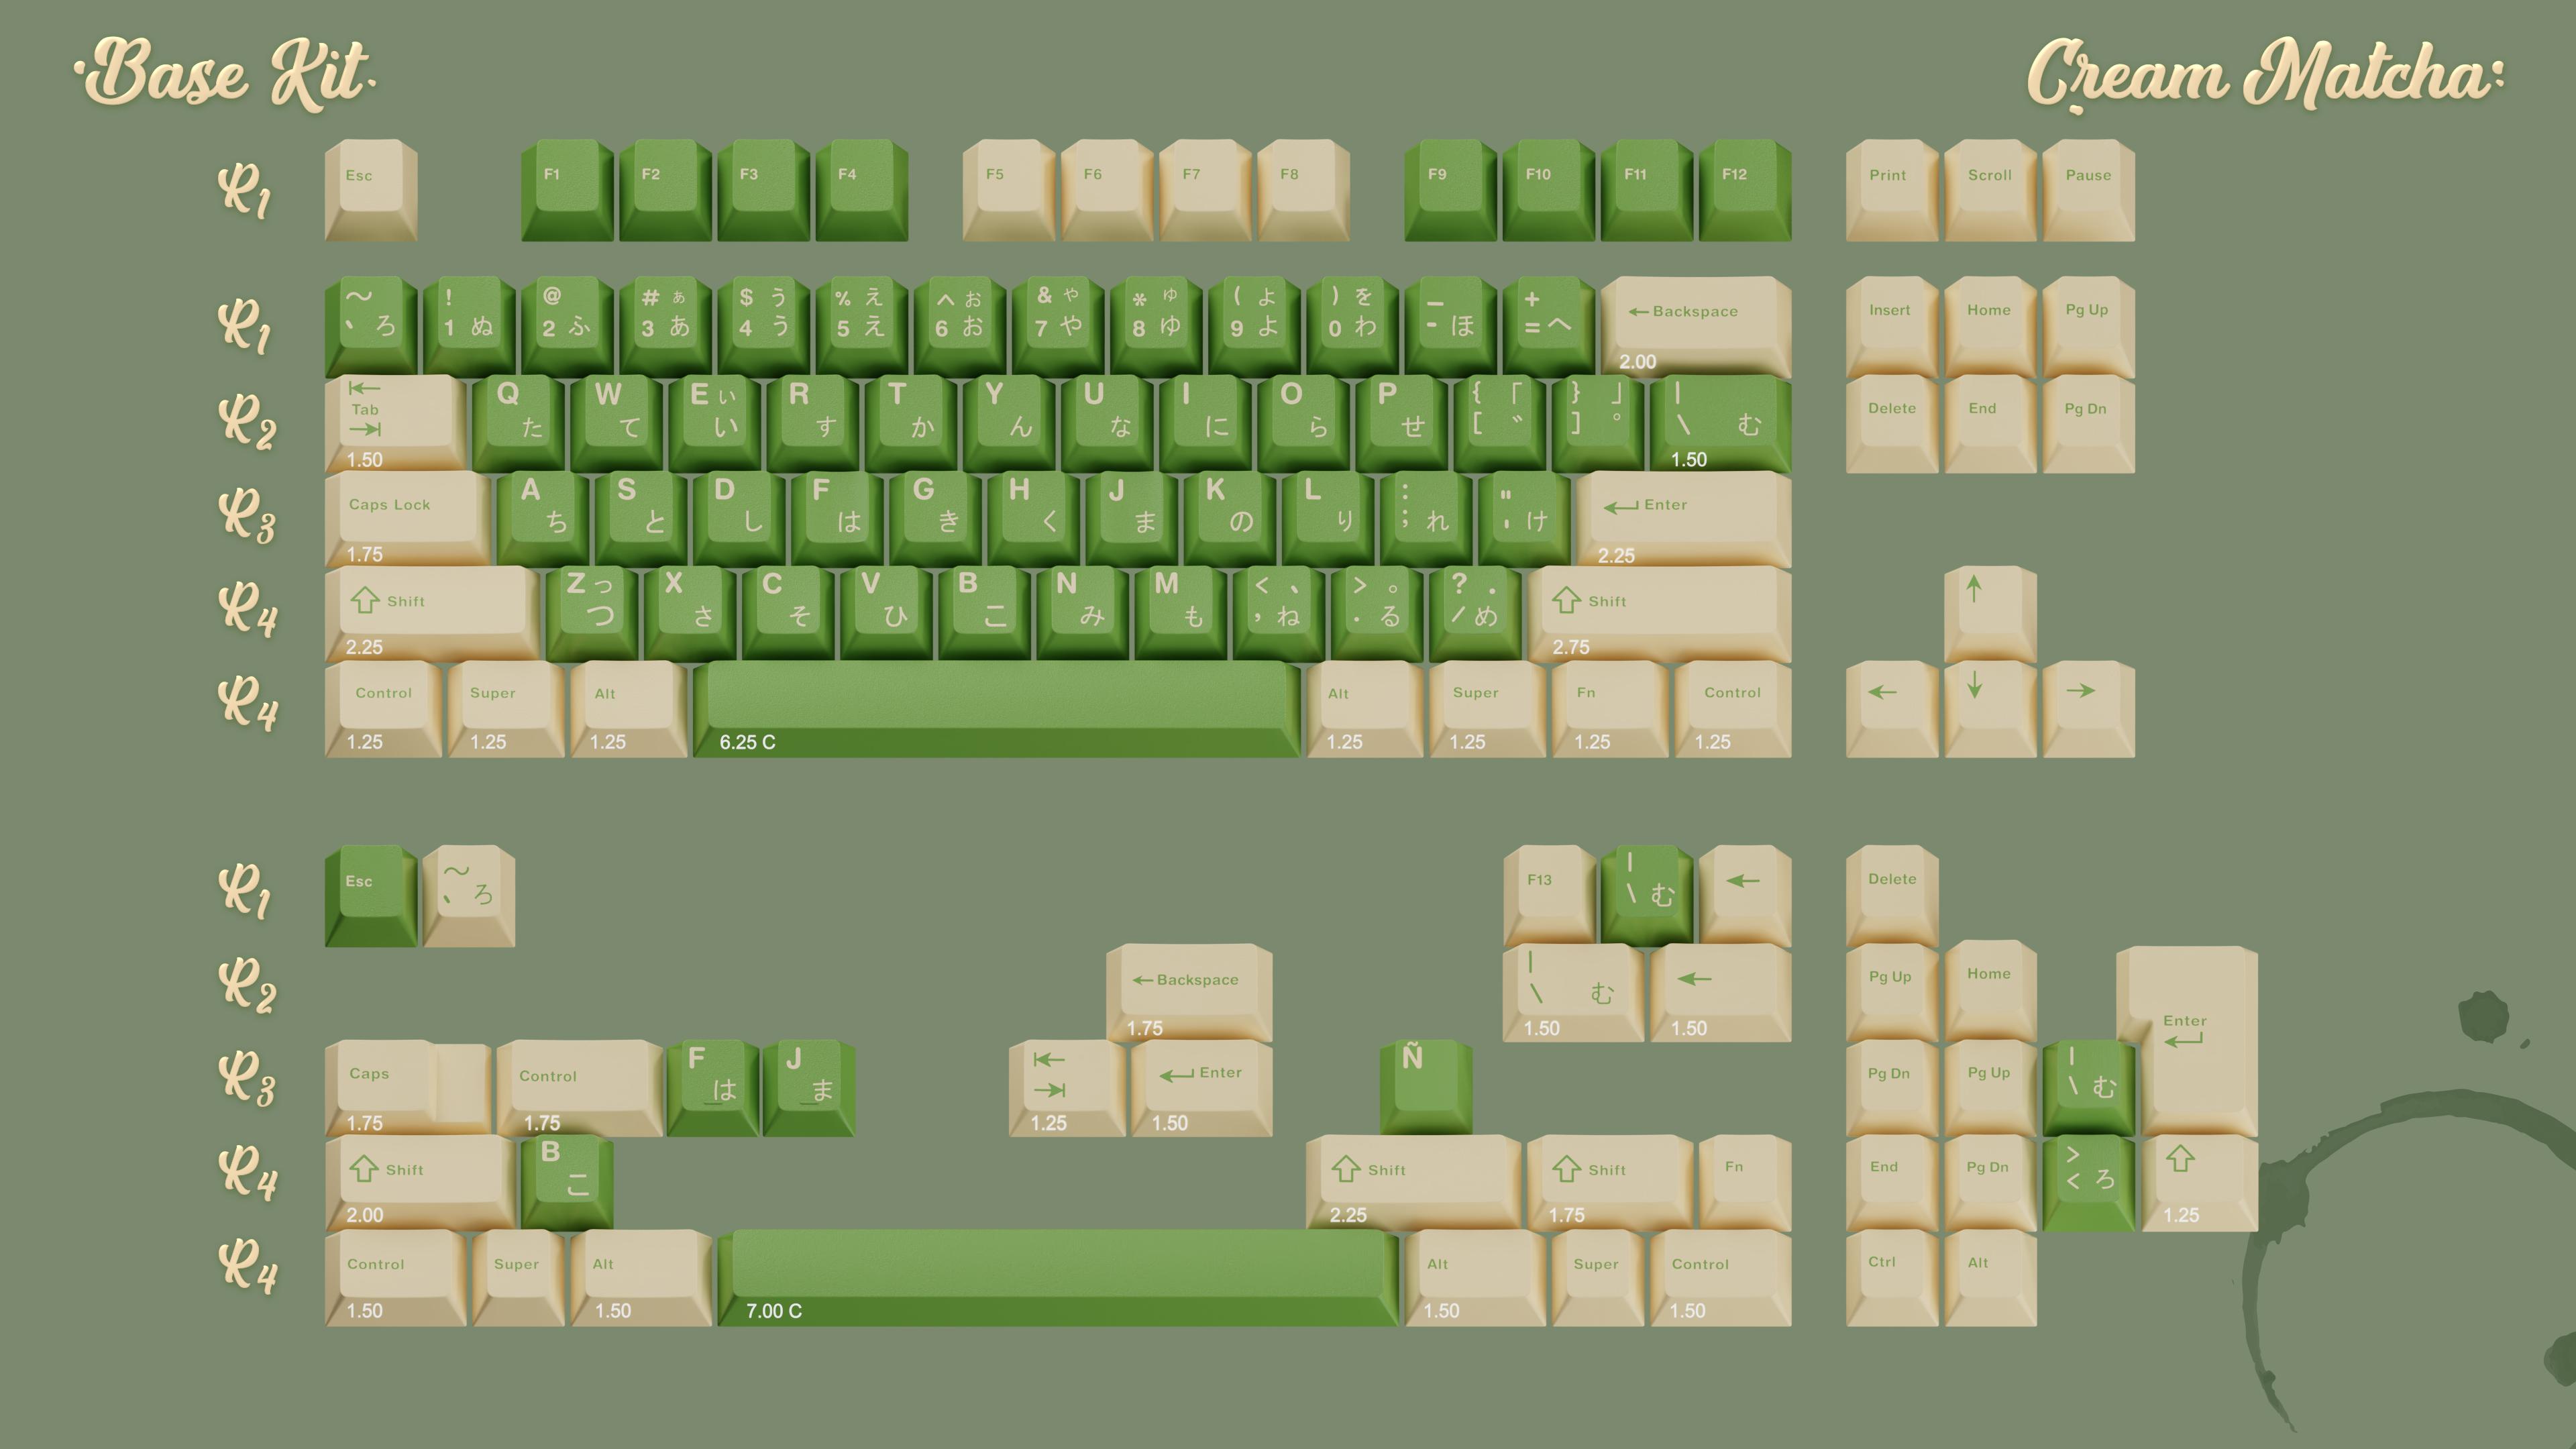 Base Kit
Cream Matcha
R1 Esc F1 F2 F3 F4 F5 F6 F7 F8 F9 F10 F11 F12 Print Scroll Pause
R1 ~ ` ろ ! 1 ぬ @ 2 ふ # ぁ 3 あ $ う 4 う % え 5 え ^ お 6 お & や 7 や * ゆ 8 ゆ ( よ 9 よ ) を 0 わ _ - ほ + = へ ← Backspace 2.00 Insert Home Pg Up
R2 Tab 1.50 Q た W て E い い R す T か Y ん U な I に O ら P せ { 「 [ ゛ } 」 ] ゜ | \ む 1.50 Delete End Pg Dn
R3 Caps Lock 1.75 A ち S と D し F は G き H く J ま K の L り : ; れ " ' け Enter 2.25
R4 Shift 2.25 Z っ つ X さ C そ V ひ B こ N み M も < 、 , ね > 。 . る ? ・ / め Shift 2.75 ↑
R4 Control 1.25 Super 1.25 Alt 1.25 6.25 C Alt 1.25 Super 1.25 Fn 1.25 Control 1.25 ← ↓ →
R1 Esc ~ ` ろ F13 | \ む ← Delete
R2 ← Backspace 1.75 | \ む 1.50 ← 1.50 Pg Up Home Enter
R3 Caps 1.75 Control 1.75 F は J ま 1.25 Enter 1.50 Ñ Pg Dn Pg Up | \ む
R4 Shift 2.00 B こ Shift 2.25 Shift 1.75 Fn End Pg Dn > < ろ 1.25
R4 Control 1.50 Super Alt 1.50 7.00 C Alt 1.50 Super Control 1.50 Ctrl Alt